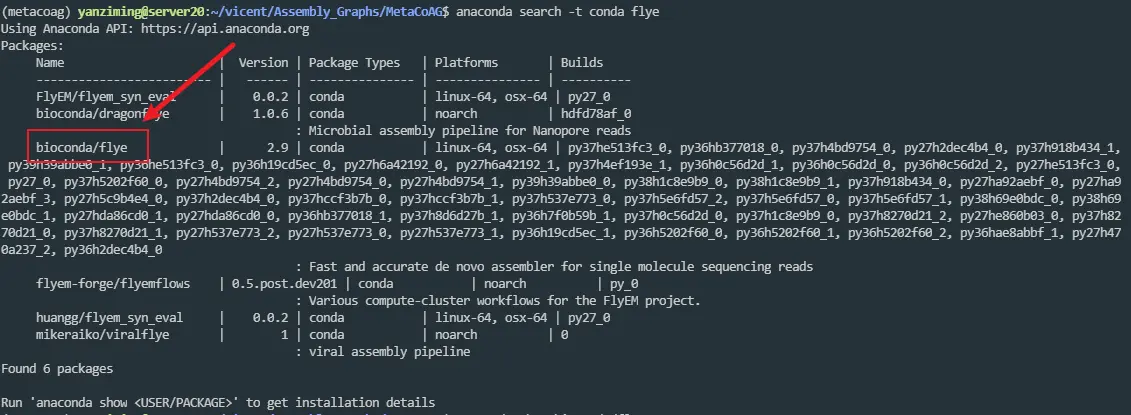 (metacoag) yanziming@server20:~/vicent/Assembly_Graphs/MetaCoAG$ anaconda search -t conda flye
Using Anaconda API: https://api.anaconda.org
Packages:
Name | Version | Package Types | Platforms | Builds
------------------------- | ------ | --------------- | --------------- | ----------
FlyEM/flyem_syn_eval | 0.0.2 | conda | linux-64, osx-64 | py27_0
bioconda/dragonflye | 1.0.6 | conda | noarch | hdfd78af_0
: Microbial assembly pipeline for Nanopore reads
bioconda/flye | 2.9 | conda | linux-64, osx-64 | py37he513fc3_0, py36hb377018_0, py37h4bd9754_0, py27h2dec4b4_0, py37h918b434_1,
py39h39abbe0_1, py36he513fc3_0, py36h19cd5ec_0, py27h6a42192_0, py27h6a42192_1, py37h4ef193e_1, py36h0c56d2d_1, py36h0c56d2d_0, py36h0c56d2d_2, py27he513fc3_0,
py27_0, py37h5202f60_0, py27h4bd9754_2, py27h4bd9754_0, py27h4bd9754_1, py39h39abbe0_0, py38h1c8e9b9_0, py38h1c8e9b9_1, py37h918b434_0, py27ha92aebf_0, py27ha9
2aebf_3, py27h5c9b4e4_0, py37h2dec4b4_0, py37hccf3b7b_0, py37hccf3b7b_1, py37h537e773_0, py37h5e6fd57_2, py37h5e6fd57_0, py37h5e6fd57_1, py38h69e0bdc_0, py38h69
e0bdc_1, py27hda86cd0_1, py27hda86cd0_0, py36hb377018_1, py37h8d6d27b_1, py36h7f0b59b_1, py37h0c56d2d_0, py37h1c8e9b9_0, py37h8270d21_2, py27he860b03_0, py37h8
270d21_0, py37h8270d21_1, py27h537e773_2, py27h537e773_0, py27h537e773_1, py36h19cd5ec_1, py36h5202f60_0, py36h5202f60_1, py36h5202f60_2, py36hae8abbf_1, py27h47
0a237_2, py36h2dec4b4_0
: Fast and accurate de novo assembler for single molecule sequencing reads
flyem-forge/flyemflows | 0.5.post.dev201 | conda | noarch | py_0
: Various compute-cluster workflows for the FlyEM project.
huangg/flyem_syn_eval | 0.0.2 | conda | linux-64, osx-64 | py27_0
mikeraiko/viralflye | 1 | conda | noarch | 0
: viral assembly pipeline
Found 6 packages
Run 'anaconda show <USER/PACKAGE>' to get installation details